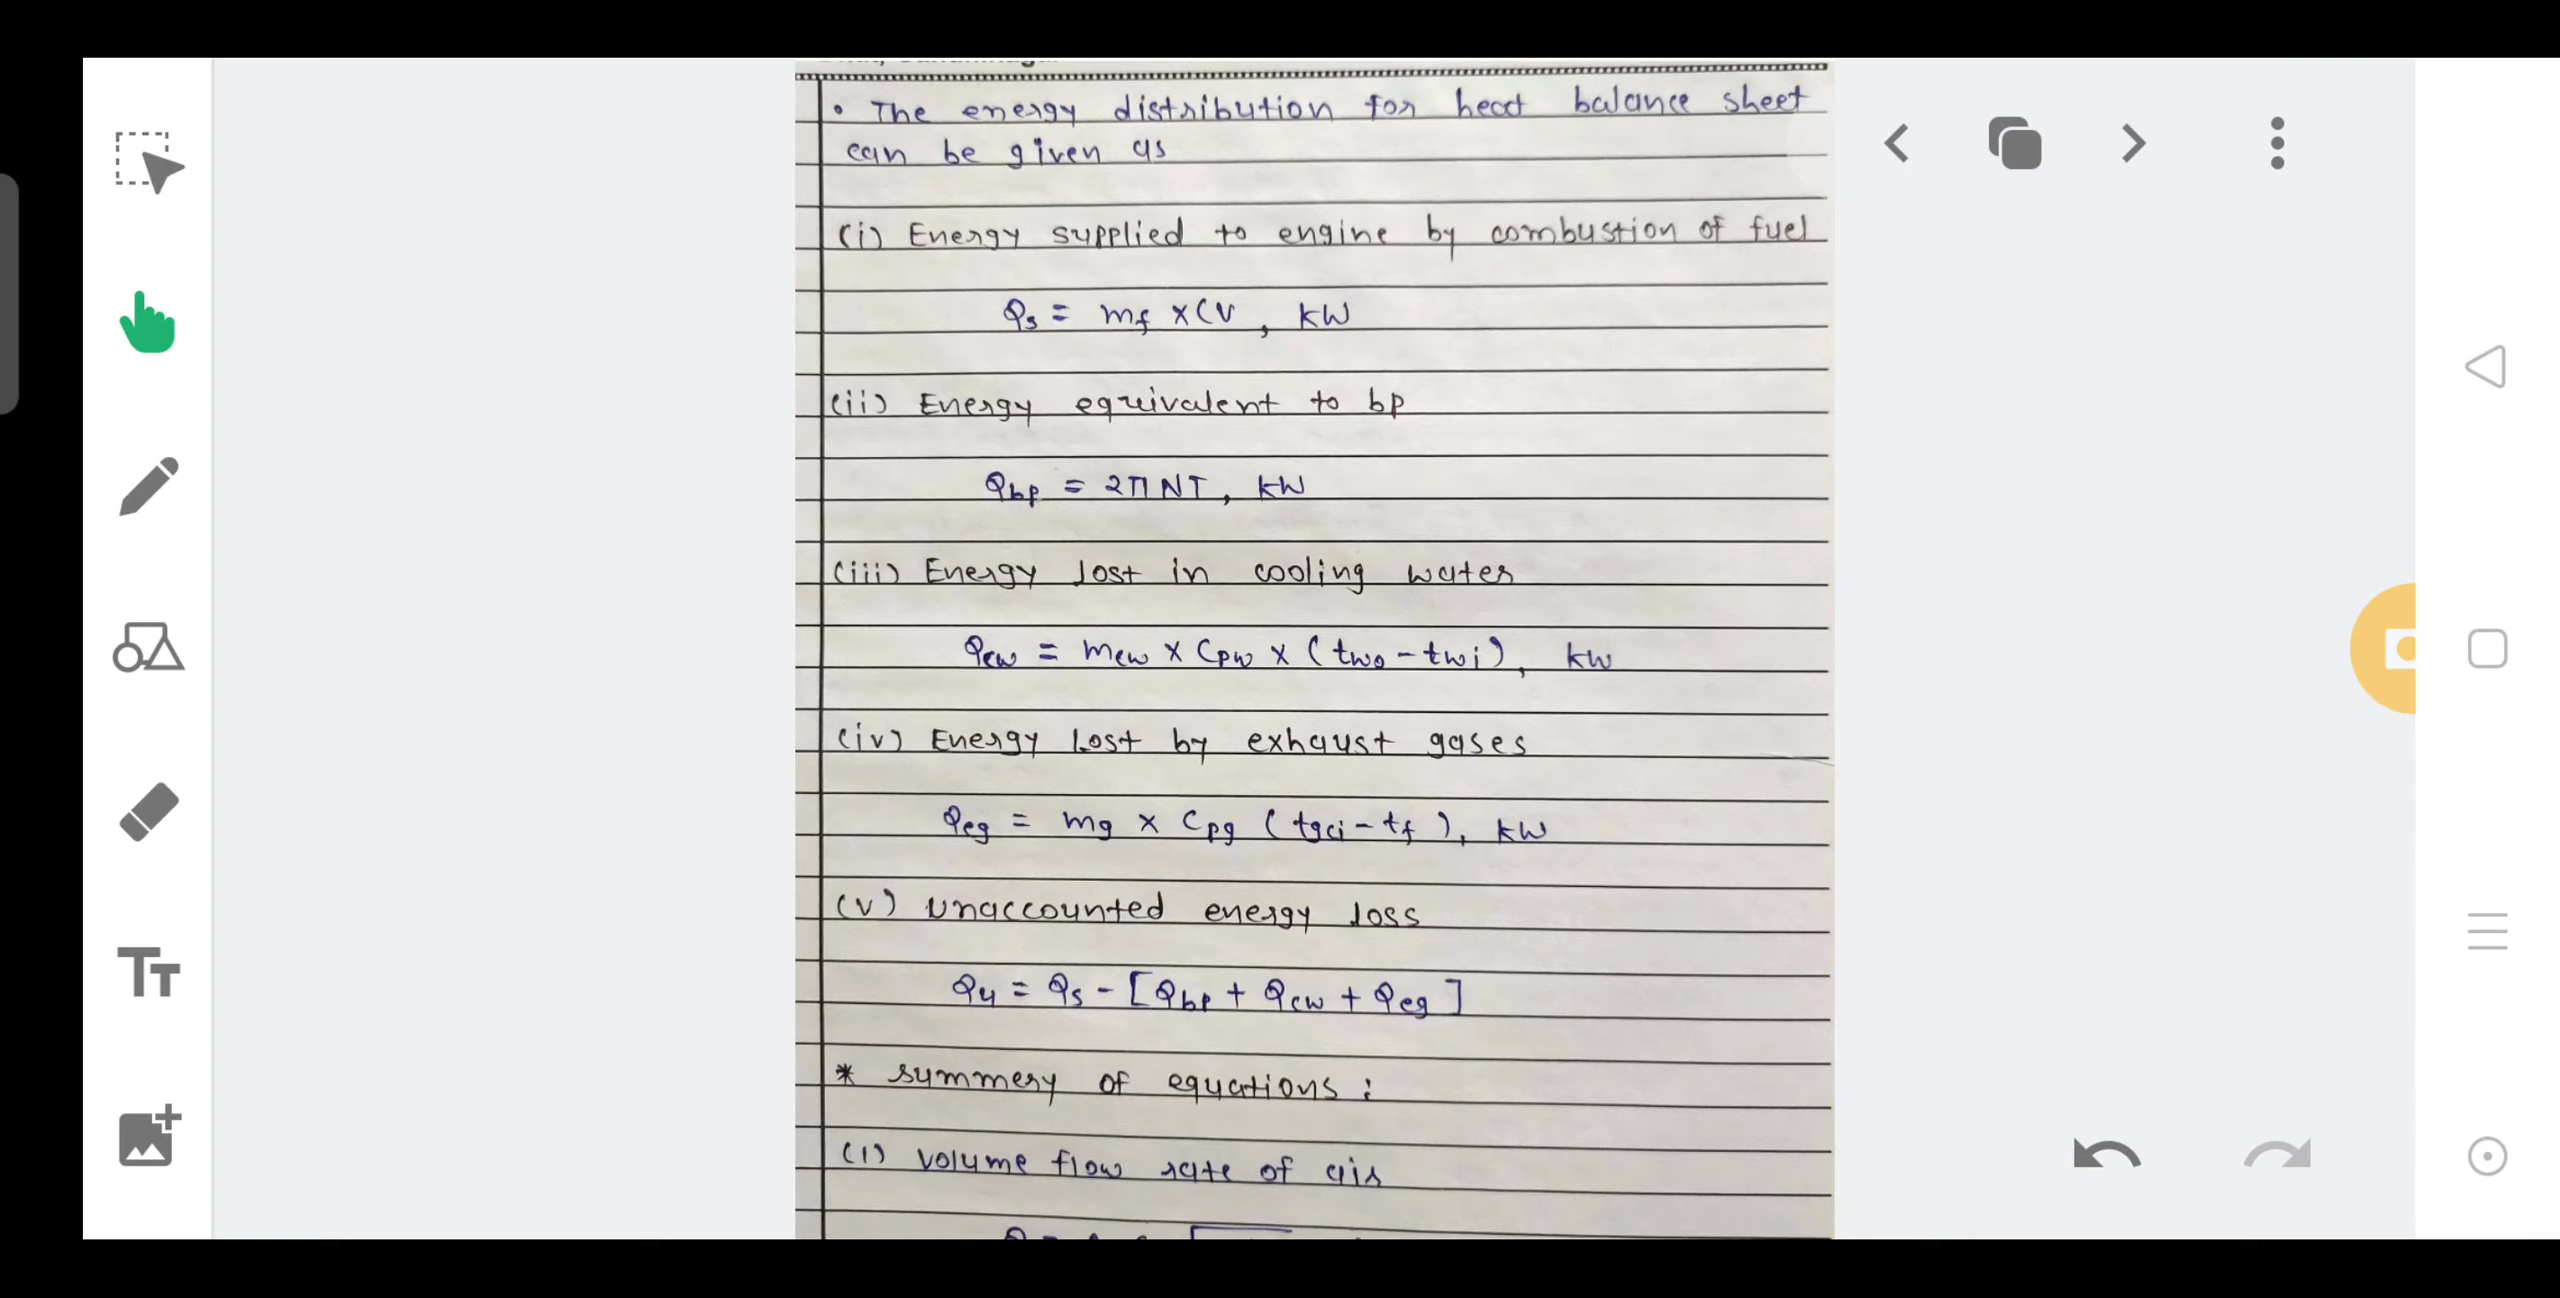 • The energy distribution for heat balance sheet
can be given as
(i) Energy supplied to engine by combustion of fuel
Qs = mf × CV, kW
(ii) Energy equivalent to bp
Qbp = 2πNT, kW
(iii) Energy lost in cooling water
Qcw = mcw × Cpw × (two - twi), kW
(iv) Energy Lost by exhaust gases
Qeg = mg × Cpg (tgci - tf), kW
(v) Unaccounted energy loss
Qu = Qs - [Qbp + Qcw + Qeg]
* summery of equations :
(1) Volume flow rate of air
TT